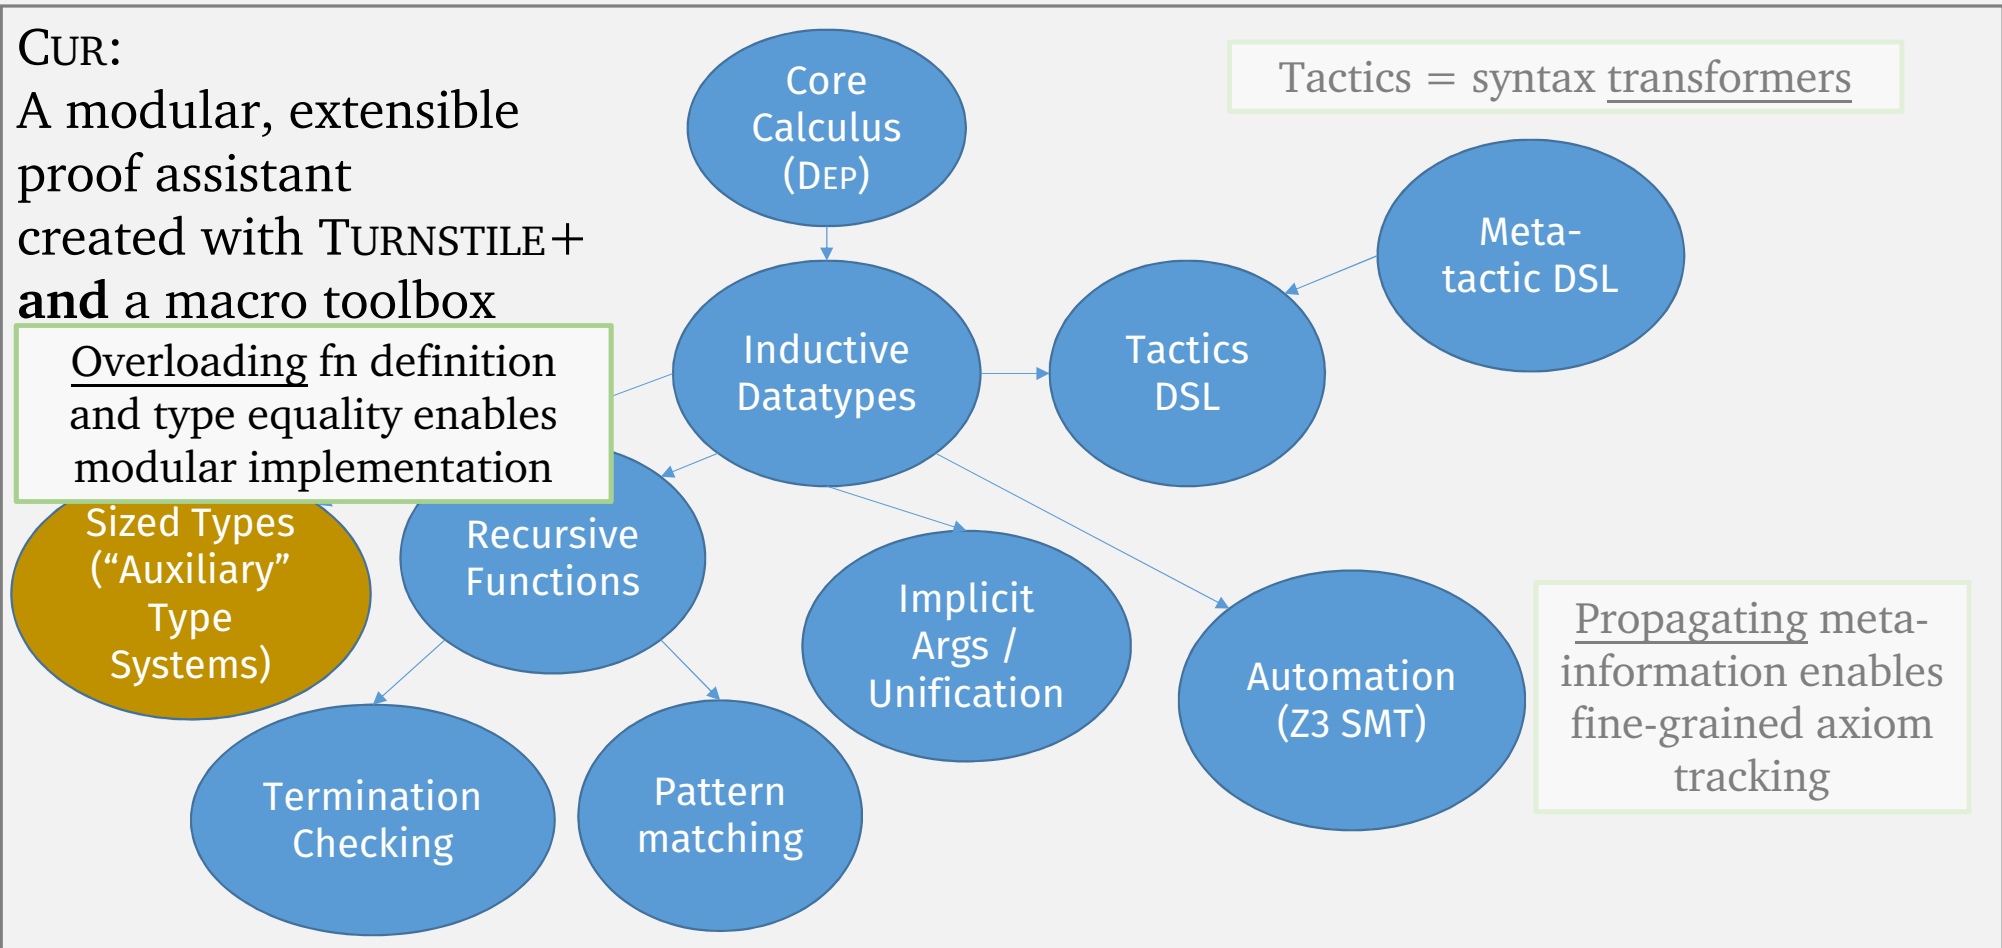 CUR:
A modular, extensible
proof assistant
created with TURNSTILE+
and a macro toolbox
Overloading fn definition
and type equality enables
modular implementation
Core
Calculus
(DEP)
Tactics = syntax transformers
Meta-
tactic DSL
Inductive
Datatypes
Tactics
DSL
Sized Types
(“Auxiliary”
Type
Systems)
Recursive
Functions
Implicit
Args /
Unification
Automation
(Z3 SMT)
Propagating meta-
information enables
fine-grained axiom
tracking
Termination
Checking
Pattern
matching